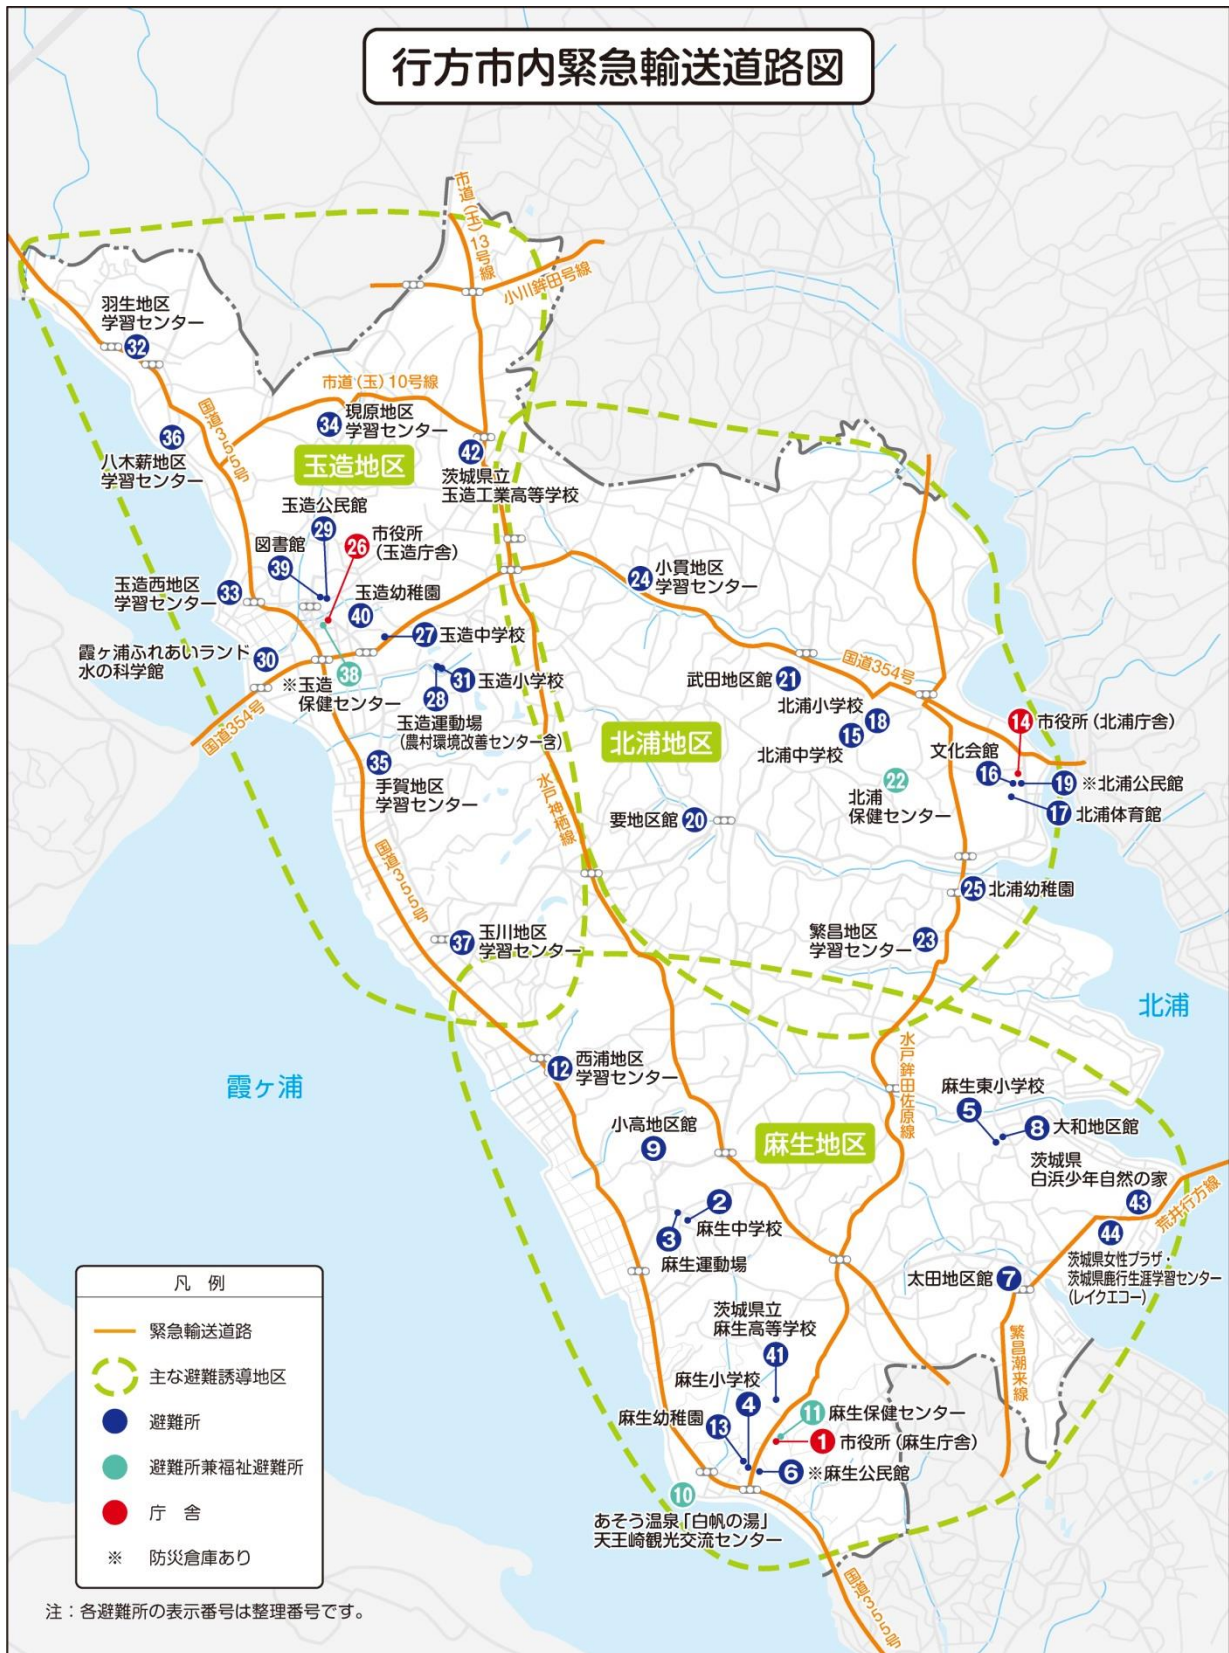 行方市内緊急輸送道路図
市道(玉)13号線
小川鉾田号線
羽生地区
学習センター
32
市道(玉)10号線
国道355号
34
現原地区
学習センター
36
八木蒔地区
学習センター
玉造地区
42
茨城県立
玉造工業高等学校
玉造公民館
29
26
市役所
(玉造庁舎)
図書館
39
玉造西地区
学習センター
33
玉造幼稚園
40
27
玉造中学校
24
小貫地区
学習センター
霞ヶ浦ふれあいランド
水の科学館
30
38
※玉造
保健センター
31
玉造小学校
28
玉造運動場
(農村環境改善センター含)
国道354号
武田地区館
21
国道354号
北浦小学校
18
15
北浦中学校
14
市役所(北浦庁舎)
北浦地区
文化会館
16
19
※北浦公民館
17
北浦体育館
22
北浦
保健センター
35
手賀地区
学習センター
水戸神栖線
要地区館
20
国道355号
25
北浦幼稚園
37
玉川地区
学習センター
繁昌地区
学習センター
23
北浦
霞ヶ浦
12
西浦地区
学習センター
水戸鉾田佐原線
麻生東小学校
5
8
大和地区館
小高地区館
9
麻生地区
茨城県
白浜少年自然の家
43
荒井行方線
2
麻生中学校
3
麻生運動場
44
茨城県女性プラザ・
茨城県鹿行生涯学習センター
(レイクエコー)
太田地区館
7
繁昌潮来線
茨城県立
麻生高等学校
41
麻生小学校
4
麻生幼稚園
13
11
麻生保健センター
1
市役所(麻生庁舎)
6
※麻生公民館
10
あそう温泉「白帆の湯」
天王崎観光交流センター
国道355号
凡 例
緊急輸送道路
主な避難誘導地区
避難所
避難所兼福祉避難所
庁 舎
※ 防災倉庫あり
注:各避難所の表示番号は整理番号です。